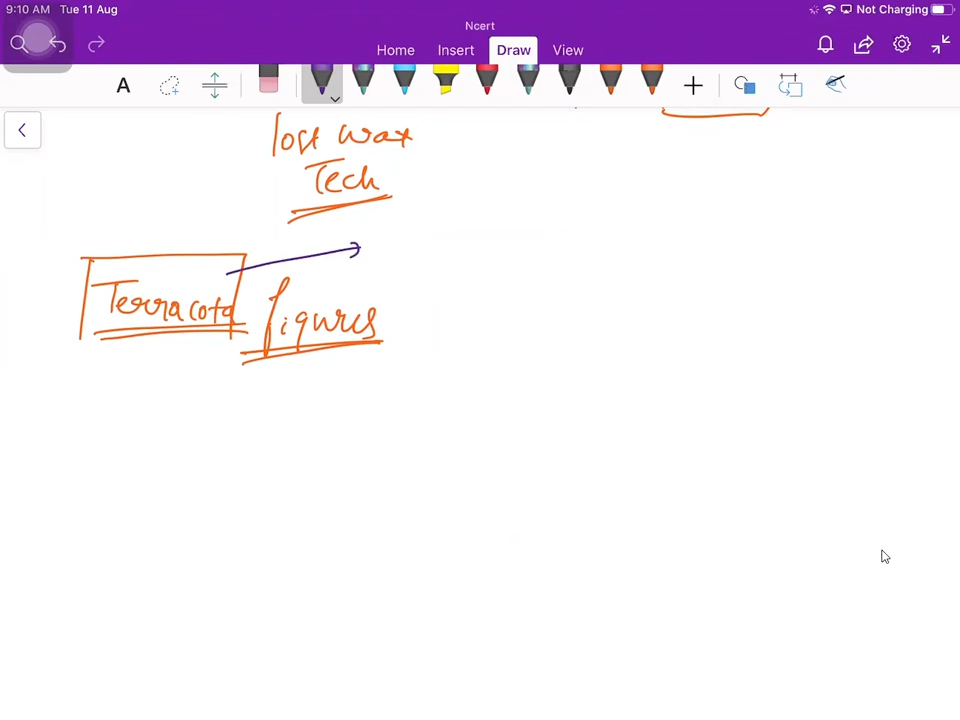 9:10 AM Tue 11 Aug
Not Charging
Ncert
Home Insert Draw View
A
lost wax
Tech
Terracota figures